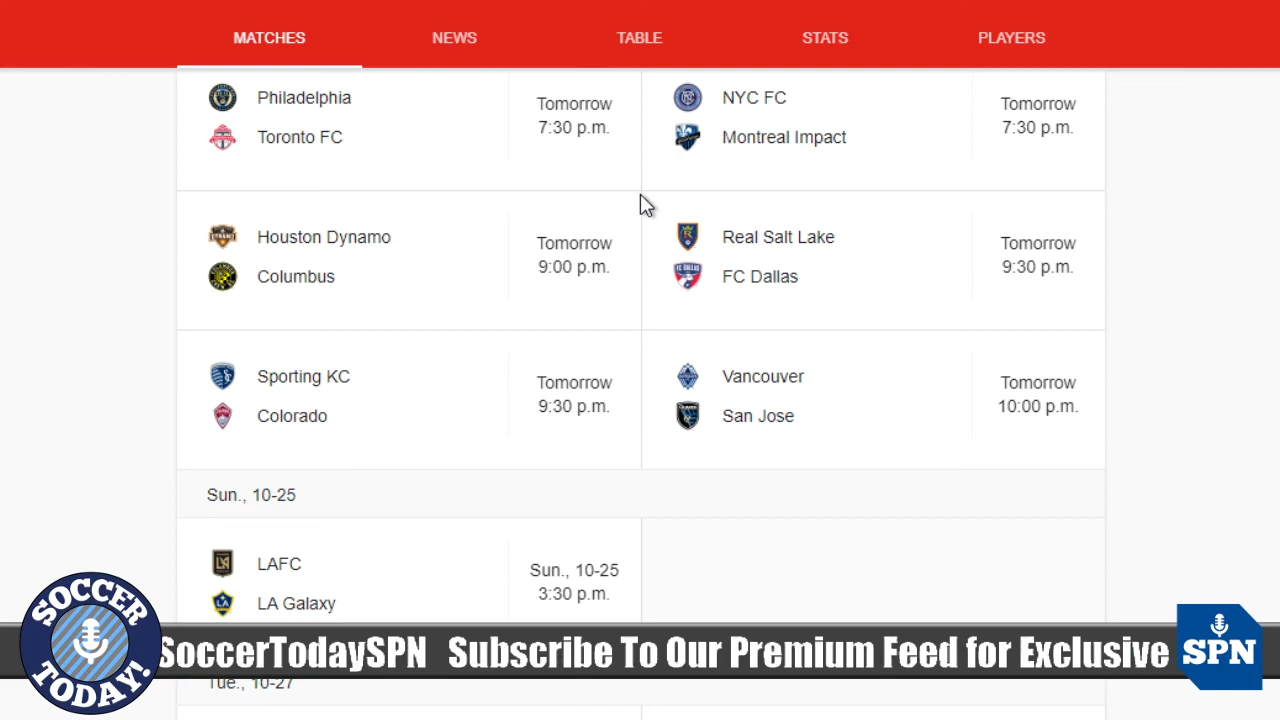 MATCHES NEWS TABLE STATS PLAYERS
Philadelphia
Toronto FC
Tomorrow
7:30 p.m.
NYC FC
Montreal Impact
Tomorrow
7:30 p.m.
Houston Dynamo
Columbus
Tomorrow
9:00 p.m.
Real Salt Lake
FC Dallas
Tomorrow
9:30 p.m.
Sporting KC
Colorado
Tomorrow
9:30 p.m.
Vancouver
San Jose
Tomorrow
10:00 p.m.
Sun., 10-25
LAFC
LA Galaxy
Sun., 10-25
3:30 p.m.
SOCCER
TODAY!
SoccerTodaySPN Subscribe To Our Premium Feed for Exclusive
SPN
Tue., 10-27